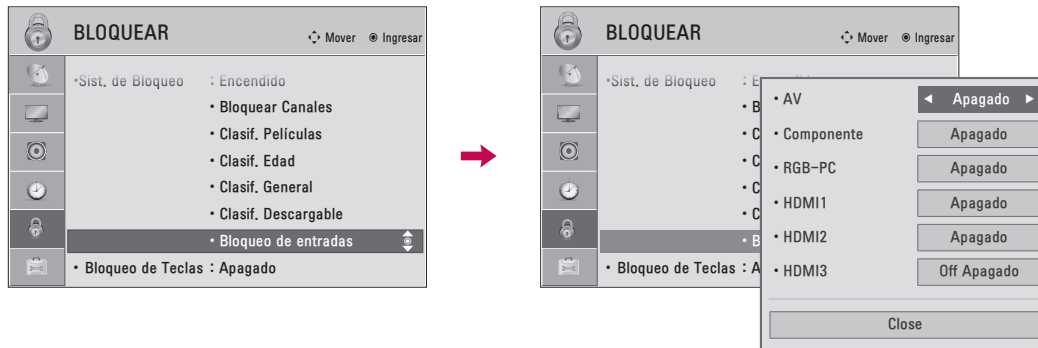 BLOQUEAR
Mover Ingresar
•Sist. de Bloqueo : Encendido
• Bloquear Canales
• Clasif. Películas
• Clasif. Edad
• Clasif. General
• Clasif. Descargable
• Bloqueo de entradas
• Bloqueo de Teclas : Apagado
BLOQUEAR
Mover Ingresar
•Sist. de Bloqueo : E
• B
• C
• C
• C
• C
• B
• Bloqueo de Teclas : A
• AV ◄ Apagado ►
• Componente Apagado
• RGB-PC Apagado
• HDMI1 Apagado
• HDMI2 Apagado
• HDMI3 Off Apagado
Close